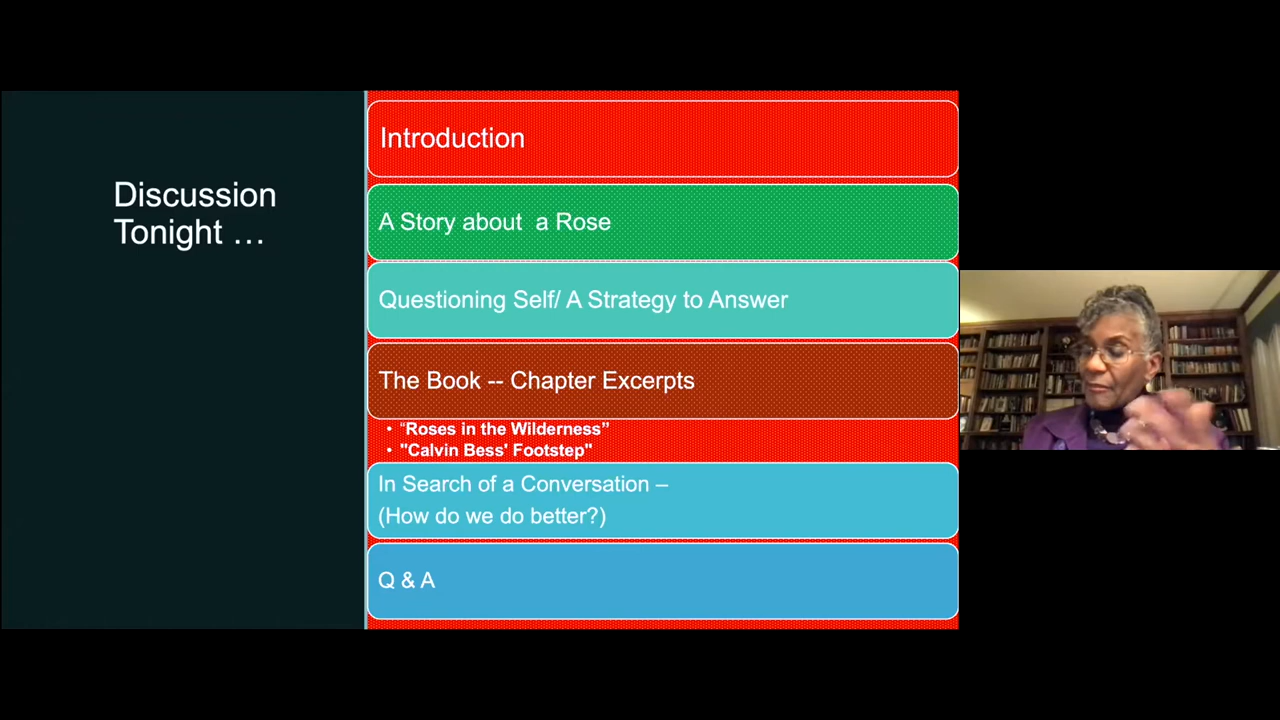 Discussion
Tonight …
Introduction
A Story about  a Rose
Questioning Self/ A Strategy to Answer
The Book -- Chapter Excerpts
• “Roses in the Wilderness”
• "Calvin Bess' Footstep"
In Search of a Conversation –
(How do we do better?)
Q & A